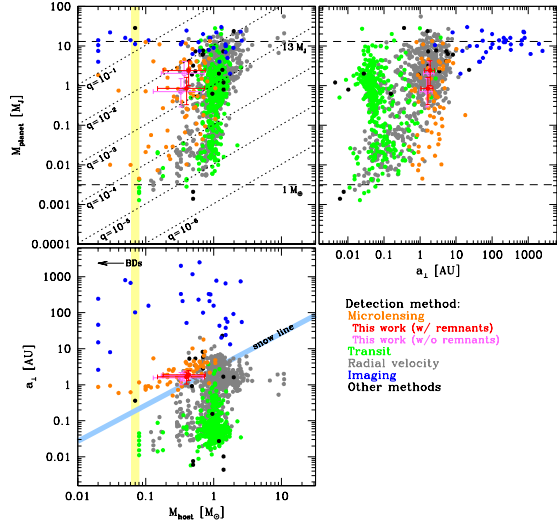 100
10
1
0.1
0.01
0.001
0.0001
M_planet [M_J]
q=10⁻¹
q=10⁻²
q=10⁻³
q=10⁻⁴
q=10⁻⁵
q=10⁻⁶
13 M_J
1 M_⊕
0.01 0.1 1 10 100 1000
a_⊥ [AU]
1000
100
10
1
0.1
0.01
a_⊥ [AU]
BDs
snow line
0.01 0.1 1 10
M_host [M_⊙]
Detection method:
Microlensing
This work (w/ remnants)
This work (w/o remnants)
Transit
Radial velocity
Imaging
Other methods